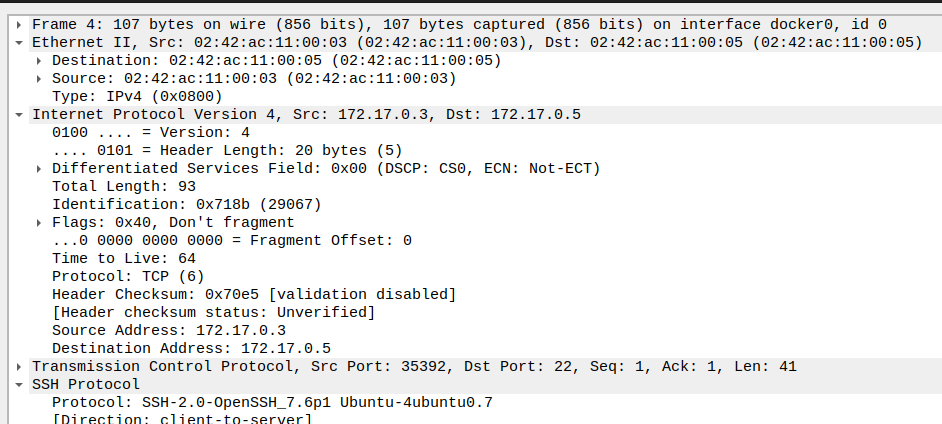 Frame 4: 107 bytes on wire (856 bits), 107 bytes captured (856 bits) on interface docker0, id 0
Ethernet II, Src: 02:42:ac:11:00:03 (02:42:ac:11:00:03), Dst: 02:42:ac:11:00:05 (02:42:ac:11:00:05)
Destination: 02:42:ac:11:00:05 (02:42:ac:11:00:05)
Source: 02:42:ac:11:00:03 (02:42:ac:11:00:03)
Type: IPv4 (0x0800)
Internet Protocol Version 4, Src: 172.17.0.3, Dst: 172.17.0.5
0100 .... = Version: 4
.... 0101 = Header Length: 20 bytes (5)
Differentiated Services Field: 0x00 (DSCP: CS0, ECN: Not-ECT)
Total Length: 93
Identification: 0x718b (29067)
Flags: 0x40, Don't fragment
...0 0000 0000 0000 = Fragment Offset: 0
Time to Live: 64
Protocol: TCP (6)
Header Checksum: 0x70e5 [validation disabled]
[Header checksum status: Unverified]
Source Address: 172.17.0.3
Destination Address: 172.17.0.5
Transmission Control Protocol, Src Port: 35392, Dst Port: 22, Seq: 1, Ack: 1, Len: 41
SSH Protocol
Protocol: SSH-2.0-OpenSSH_7.6p1 Ubuntu-4ubuntu0.7
[Direction: client-to-server]